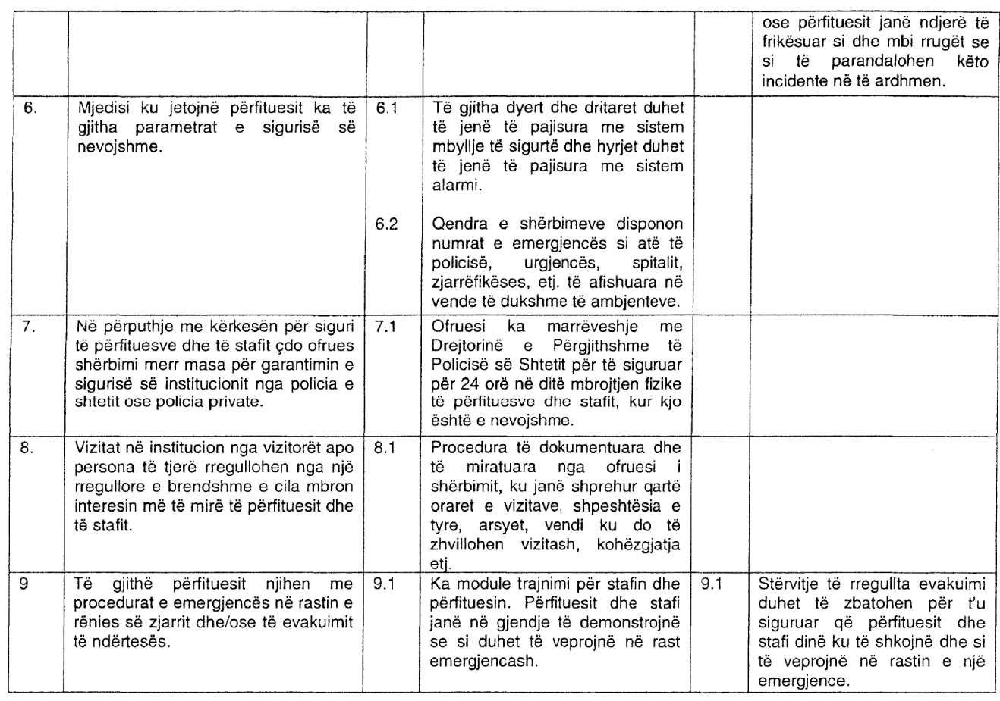 ose përfituesit janë ndjerë të
frikësuar si dhe mbi rrugët se
si të parandalohen këto
incidente në të ardhmen.
6.
Mjedisi ku jetojnë përfituesit ka të
gjitha parametrat e sigurisë së
nevojshme.
6.1
Të gjitha dyert dhe dritaret duhet
të jenë të pajisura me sistem
mbyllje të sigurtë dhe hyrjet duhet
të jenë të pajisura me sistem
alarmi.
6.2
Qendra e shërbimeve disponon
numrat e emergjencës si atë të
policisë, urgjencës, spitalit,
zjarrëfikëses, etj. të afishuara në
vende të dukshme të ambjenteve.
7.
Në përputhje me kërkesën për siguri
të përfituesve dhe të stafit çdo ofrues
shërbimi merr masa për garantimin e
sigurisë së institucionit nga policia e
shtetit ose policia private.
7.1
Ofruesi ka marrëveshje me
Drejtorinë e Përgjithshme të
Policisë së Shtetit për të siguruar
për 24 orë në ditë mbrojtjen fizike
të përfituesve dhe stafit, kur kjo
është e nevojshme.
8.
Vizitat në institucion nga vizitorët apo
persona të tjerë rregullohen nga një
rregullore e brendshme e cila mbron
interesin më të mirë të përfituesit dhe
të stafit.
8.1
Procedura të dokumentuara dhe
të miratuara nga ofruesi i
shërbimit, ku janë shprehur qartë
oraret e vizitave, shpeshtësia e
tyre, arsyet, vendi ku do të
zhvillohen vizitash, kohëzgjatja
etj.
9
Të gjithë përfituesit njihen me
procedurat e emergjencës në rastin e
rënies së zjarrit dhe/ose të evakuimit
të ndërtesës.
9.1
Ka module trajnimi për stafin dhe
përfituesin. Përfituesit dhe stafi
janë në gjendje të demonstrojnë
se si duhet të veprojnë në rast
emergjencash.
9.1
Stërvitje të rregullta evakuimi
duhet të zbatohen për t'u
siguruar që përfituesit dhe
stafi dinë ku të shkojnë dhe si
të veprojnë në rastin e një
emergjence.